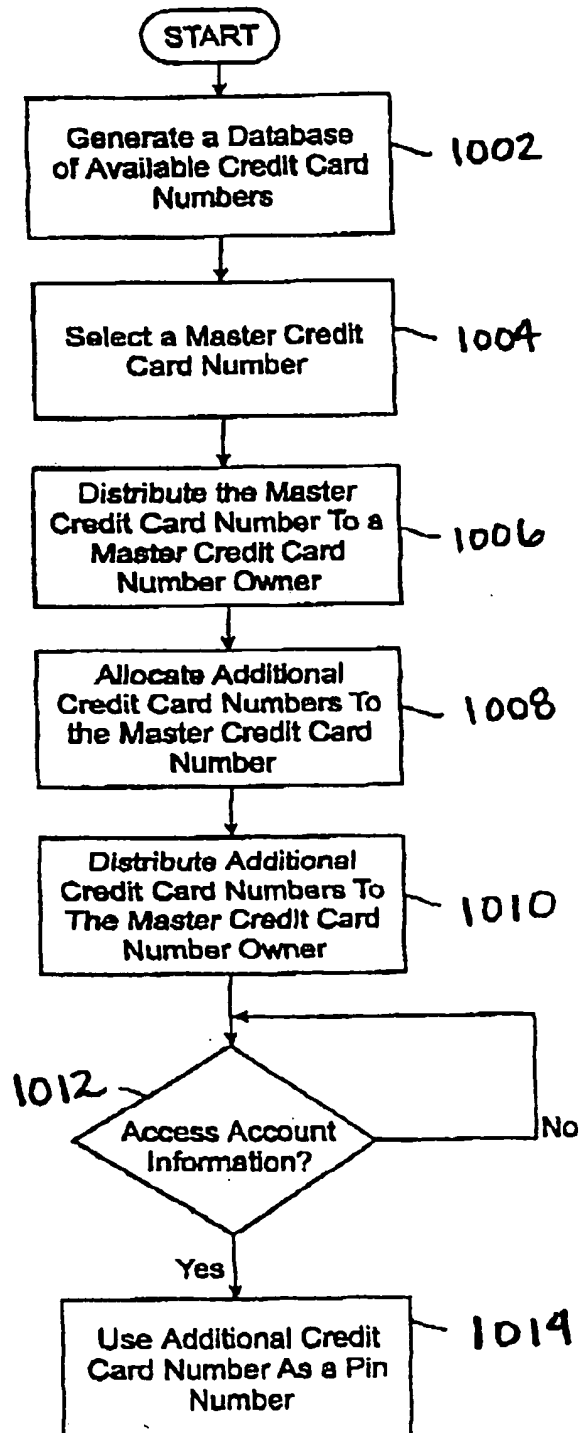 START
Generate a Database
of Available Credit Card
Numbers
1002
Select a Master Credit
Card Number
1004
Distribute the Master
Credit Card Number To a
Master Credit Card
Number Owner
1006
Allocate Additional
Credit Card Numbers To
the Master Credit Card
Number
1008
Distribute Additional
Credit Card Numbers To
The Master Credit Card
Number Owner
1010
1012
Access Account
Information?
No
Yes
Use Additional Credit
Card Number As a Pin
Number
1014